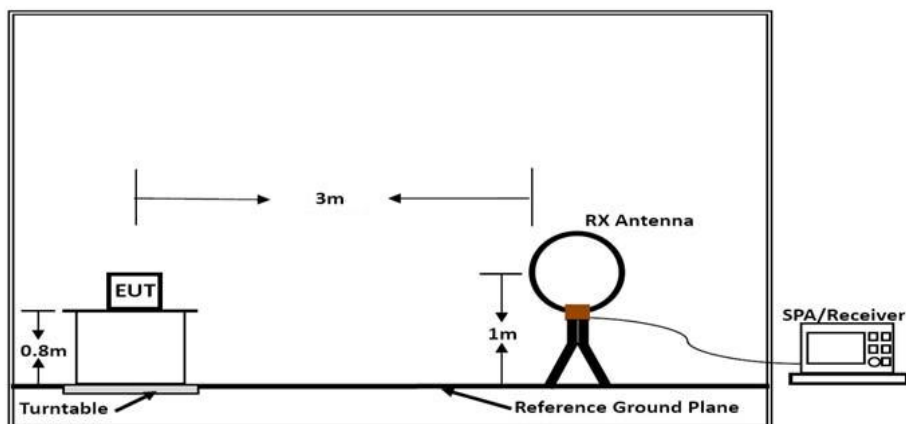 3m
RX Antenna
EUT
SPA/Receiver
0.8m
1m
Turntable
Reference Ground Plane